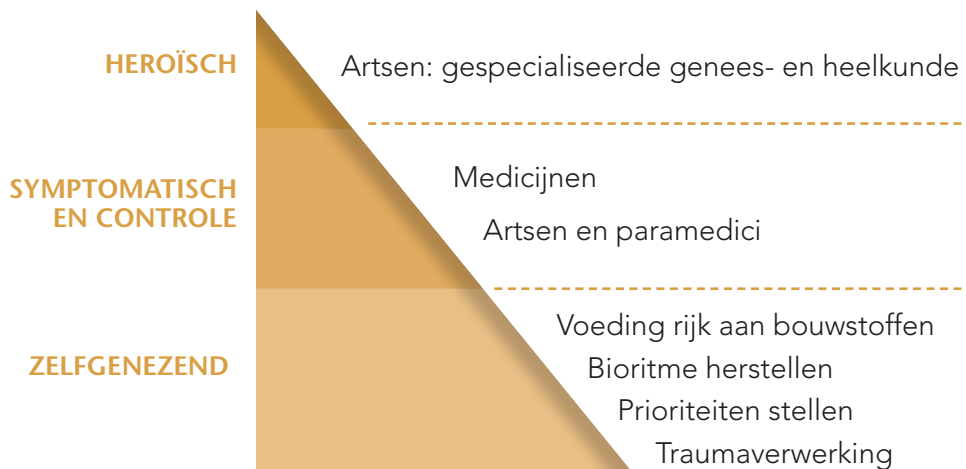 HEROÏSCH
Artsen: gespecialiseerde genees- en heelkunde
SYMPTOMATISCH
EN CONTROLE
Medicijnen
Artsen en paramedici
ZELFGENEZEND
Voeding rijk aan bouwstoffen
Bioritme herstellen
Prioriteiten stellen
Traumaverwerking